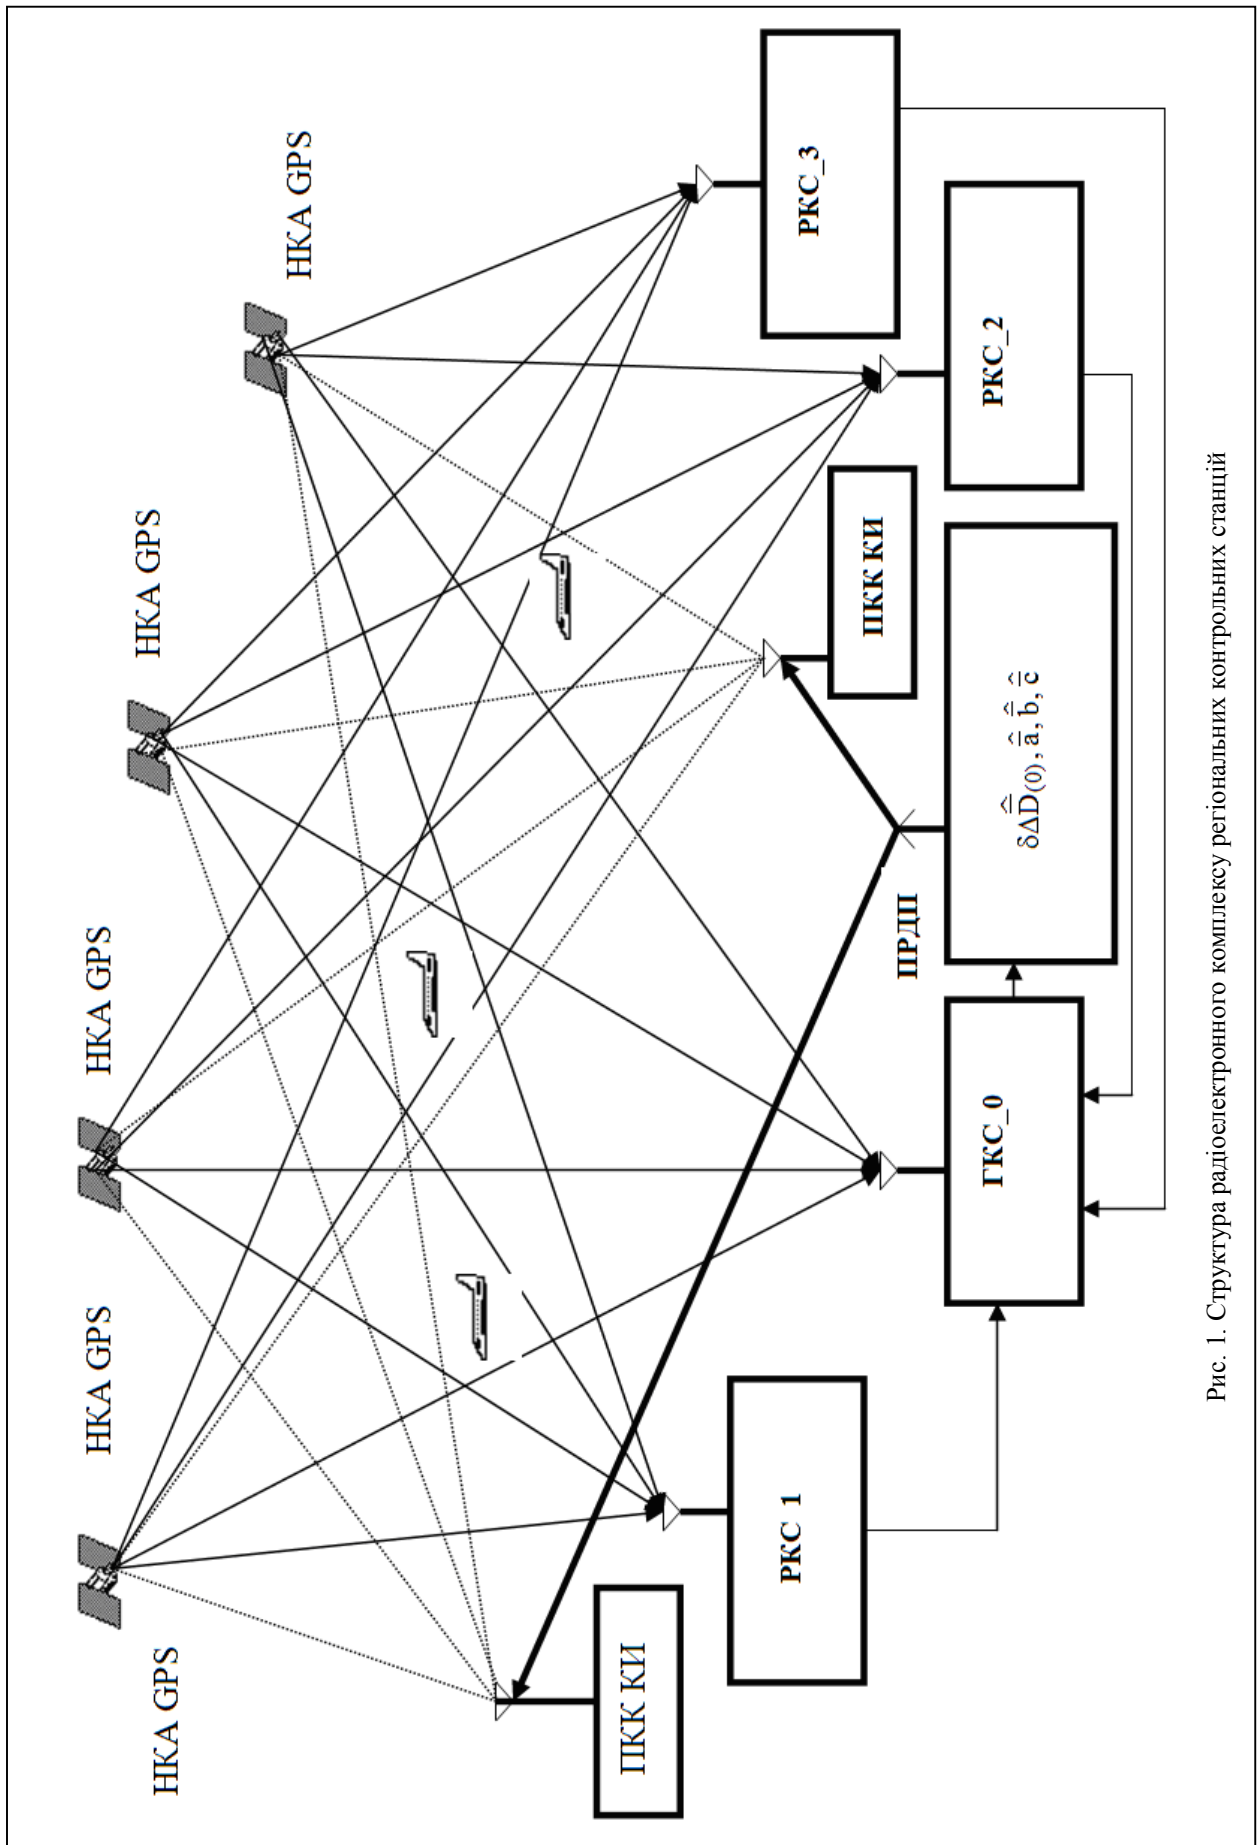 НКА GPS
НКА GPS
НКА GPS
НКА GPS
НКА GPS
ПКК КИ
РКС 1
РКС_3
ПКК КИ
ПРДП
ГКС_0
δΔD̿̂(0), a̿̂, b̿̂, c̿̂
РКС_2
Рис. 1. Структура радіоелектронного комплексу регіональних контрольних станцій